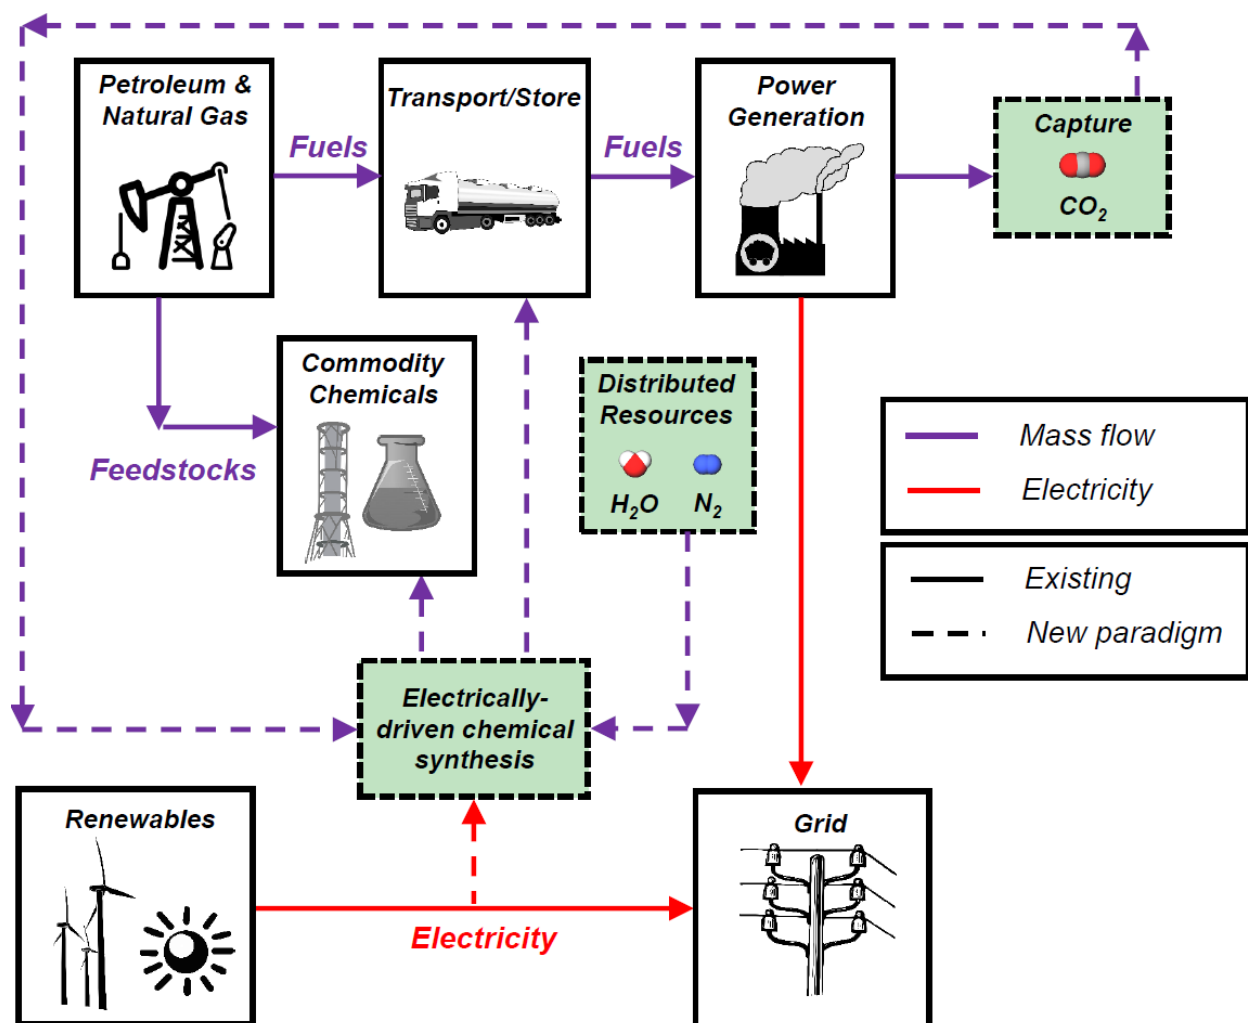 Petroleum &
Natural Gas
Fuels
Transport/Store
Fuels
Power
Generation
Capture
CO₂
Feedstocks
Commodity
Chemicals
Distributed
Resources
H₂O
N₂
Mass flow
Electricity
Existing
New paradigm
Electrically-
driven chemical
synthesis
Renewables
Electricity
Grid